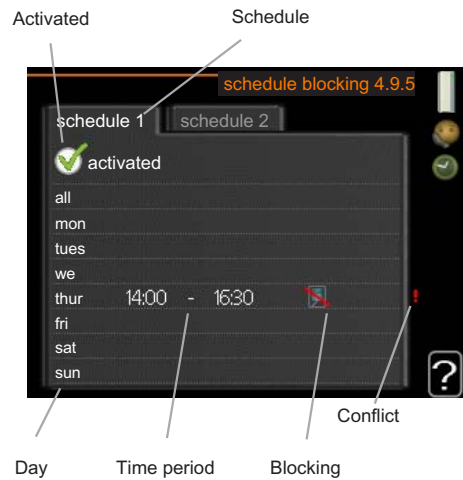 Activated
Schedule
schedule blocking 4.9.5
schedule 1
schedule 2
activated
all
mon
tues
we
thur 14:00 - 16:30 !
fri
sat
sun
?
Conflict
Day
Time period
Blocking